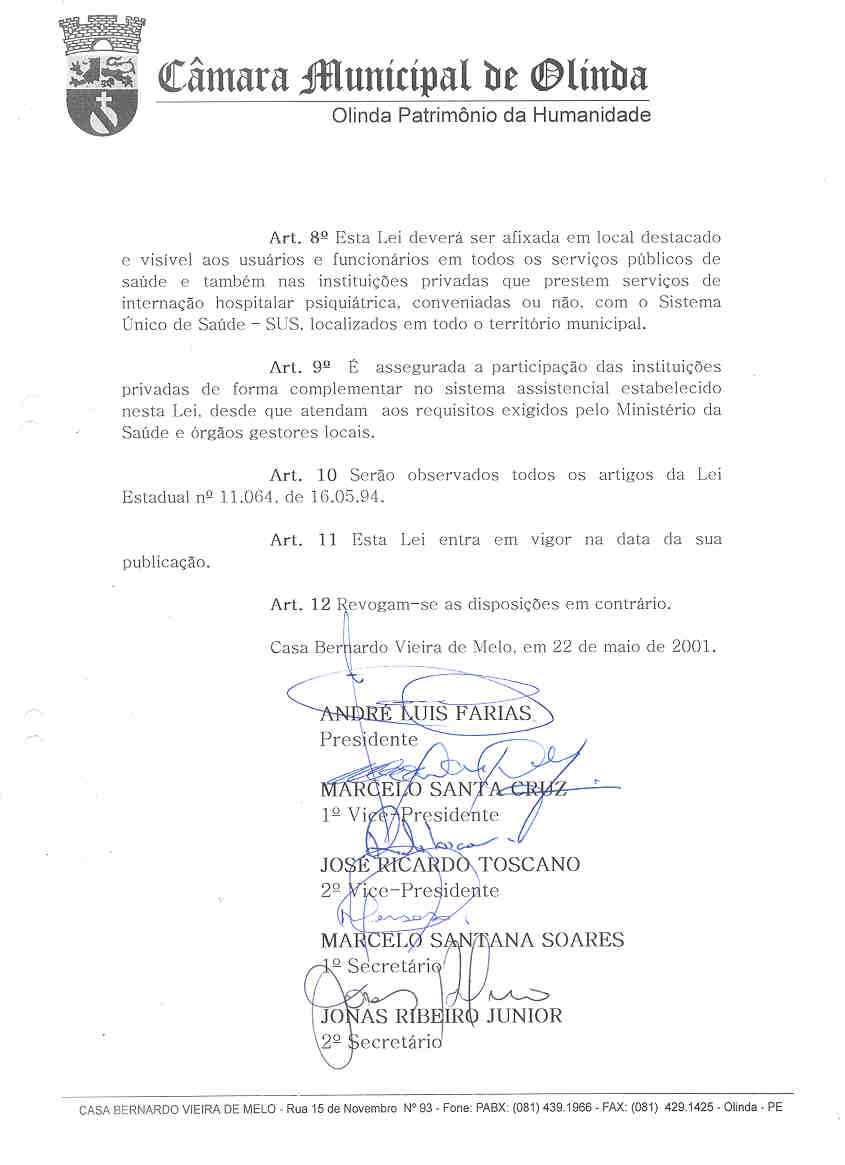 Câmara Municipal de Olinda
Olinda Patrimônio da Humanidade
Art. 8º Esta Lei deverá ser afixada em local destacado
e visível aos usuários e funcionários em todos os serviços públicos de
saúde e também nas instituições privadas que prestem serviços de
internação hospitalar psiquiátrica, conveniadas ou não, com o Sistema
Único de Saúde - SUS, localizados em todo o território municipal.
Art. 9º É assegurada a participação das instituições
privadas de forma complementar no sistema assistencial estabelecido
nesta Lei, desde que atendam aos requisitos exigidos pelo Ministério da
Saúde e órgãos gestores locais.
Art. 10 Serão observados todos os artigos da Lei
Estadual nº 11.064, de 16.05.94.
Art. 11 Esta Lei entra em vigor na data da sua
publicação.
Art. 12 Revogam-se as disposições em contrário.
Casa Bernardo Vieira de Melo, em 22 de maio de 2001.
ANDRÉ LUIS FARIAS
Presidente
MARCELO SANTA CRUZ
1º Vice-Presidente
JOSÉ RICARDO TOSCANO
2º Vice-Presidente
MARCELO SANTANA SOARES
1º Secretário
JONAS RIBEIRO JUNIOR
2º Secretário
CASA BERNARDO VIEIRA DE MELO - Rua 15 de Novembro Nº 93 - Fone: PABX: (081) 439.1966 - FAX: (081) 429.1425 - Olinda - PE